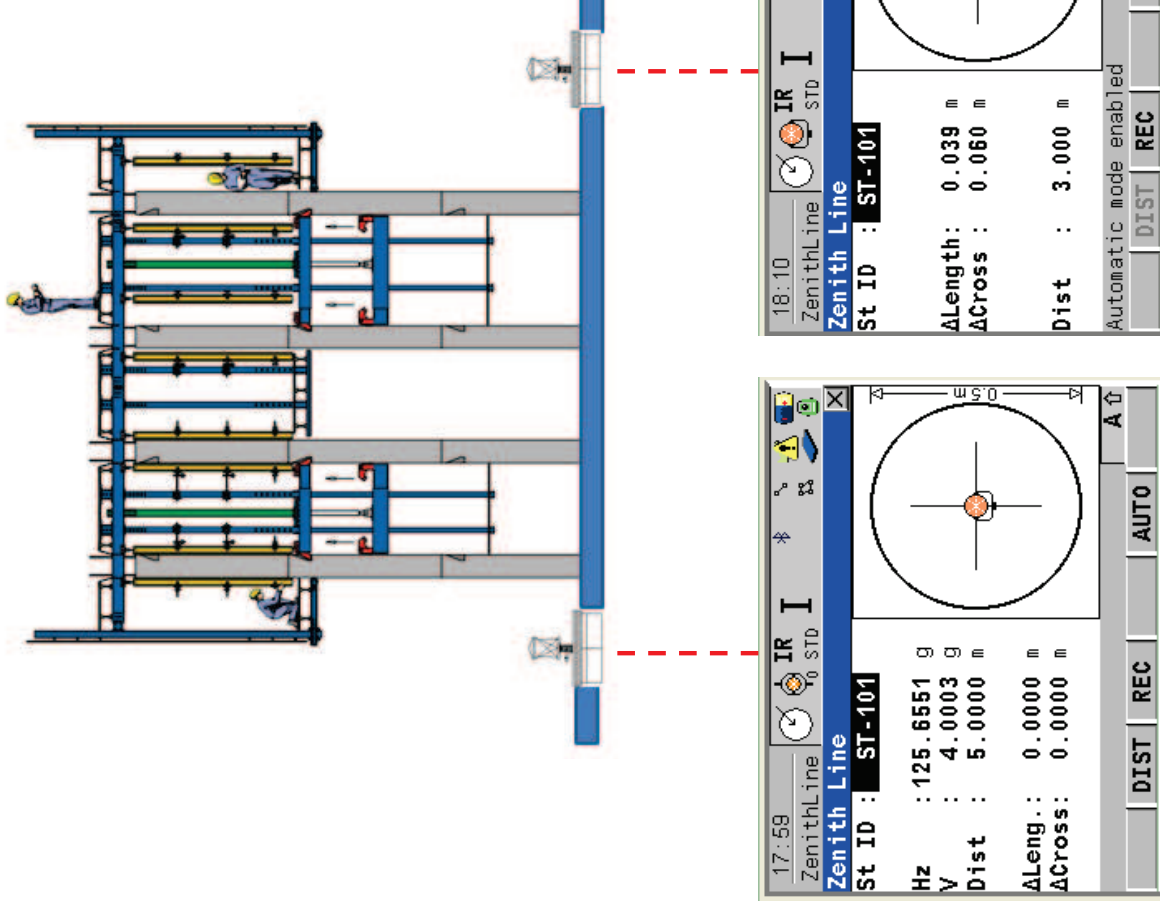 18:10
ZenithLine
IR
STD
I
Zenith Line
St ID : ST-101
ΔLength: 0.039 m
ΔCross : 0.060 m
Dist : 3.000 m
Automatic mode enabled
DIST REC
17:59
ZenithLine
IR
STD
I
Zenith Line
St ID : ST-101
Hz :125.6551 g
V : 4.0003 g
Dist : 5.0000 m
ΔLeng.: 0.0000 m
ΔCross: 0.0000 m
0.5m
A
DIST REC AUTO